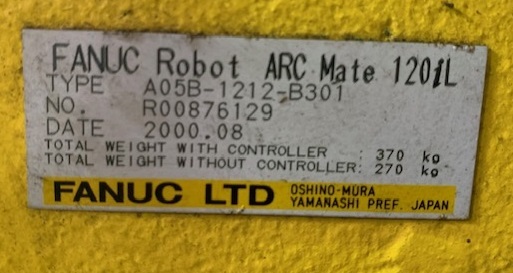 FANUC Robot ARC Mate 120iL
TYPE A05B-1212-B301
NO. R00876129
DATE 2000.08
TOTAL WEIGHT WITH CONTROLLER : 370 kg
TOTAL WEIGHT WITHOUT CONTROLLER: 270 kg
FANUC LTD OSHINO-MURA
YAMANASHI PREF. JAPAN